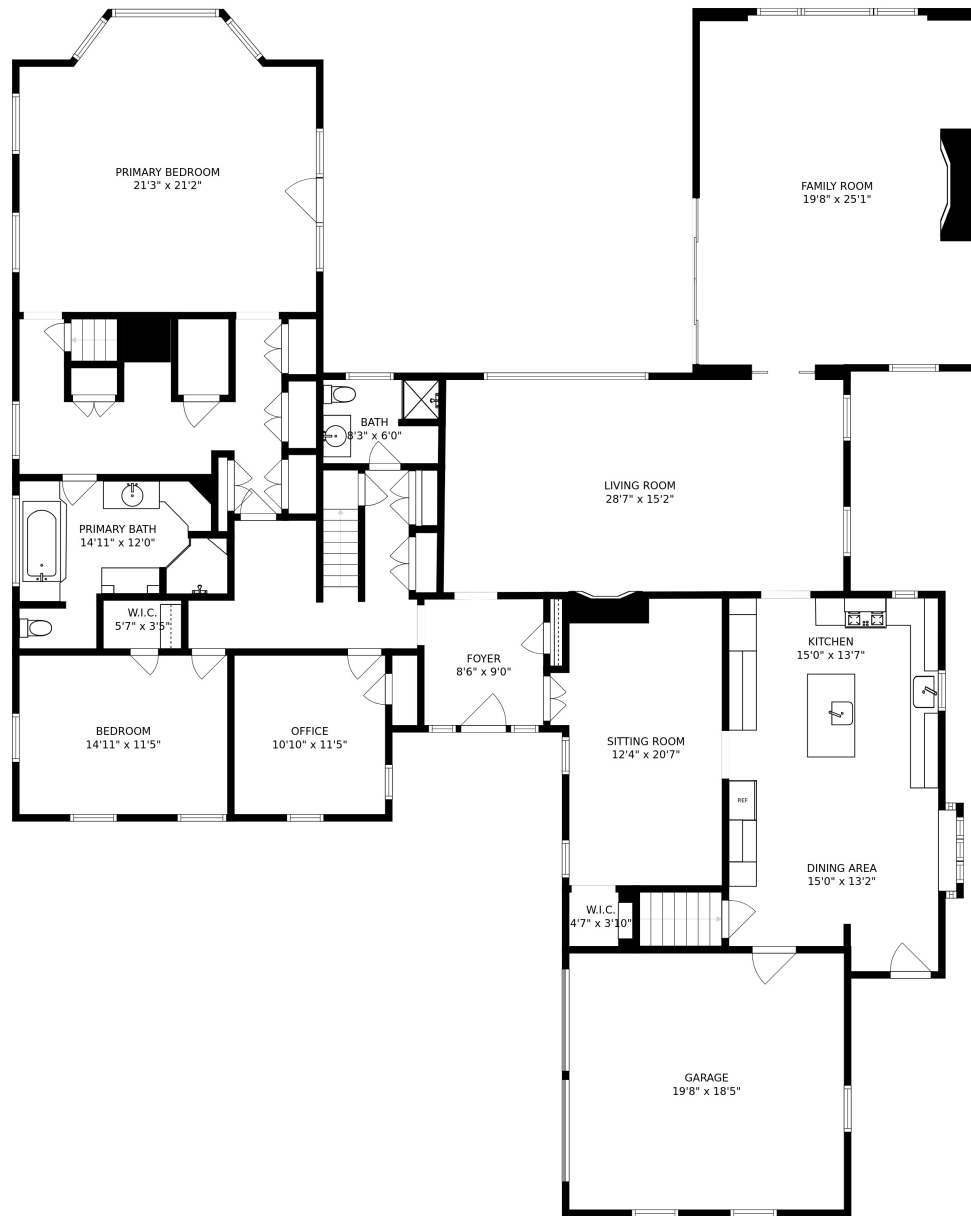 PRIMARY BEDROOM
21'3" x 21'2"
FAMILY ROOM
19'8" x 25'1"
BATH
8'3" x 6'0"
LIVING ROOM
28'7" x 15'2"
PRIMARY BATH
14'11" x 12'0"
W.I.C.
5'7" x 3'5"
FOYER
8'6" x 9'0"
KITCHEN
15'0" x 13'7"
BEDROOM
14'11" x 11'5"
OFFICE
10'10" x 11'5"
SITTING ROOM
12'4" x 20'7"
REF
DINING AREA
15'0" x 13'2"
W.I.C.
4'7" x 3'10"
GARAGE
19'8" x 18'5"